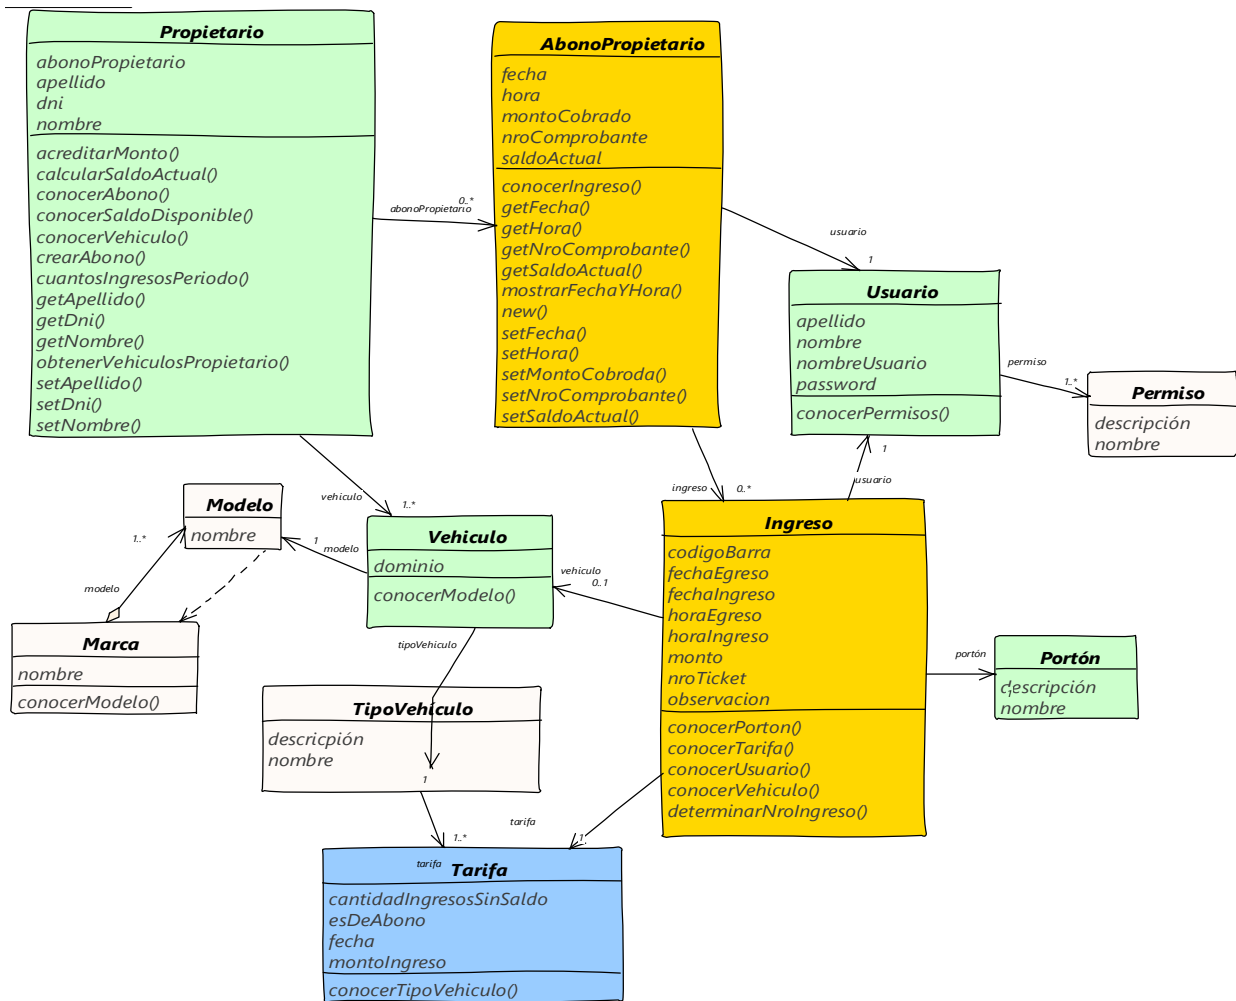 Propietario
abonoPropietario
apellido
dni
nombre
acreditarMonto()
calcularSaldoActual()
conocerAbono()
conocerSaldoDisponible()
conocerVehiculo()
crearAbono()
cuantosIngresosPeriodo()
getApellido()
getDni()
getNombre()
obtenerVehiculosPropietario()
setApellido()
setDni()
setNombre()
abonoPropietario
0..*
AbonoPropietario
fecha
hora
montoCobrado
nroComprobante
saldoActual
conocerIngreso()
getFecha()
getHora()
getNroComprobante()
getSaldoActual()
mostrarFechaYHora()
new()
setFecha()
setHora()
setMontoCobroda()
setNroComprobante()
setSaldoActual()
usuario
1
Usuario
apellido
nombre
nombreUsuario
password
conocerPermisos()
permiso
1..*
Permiso
descripción
nombre
vehiculo
1..*
ingreso
0..*
1
usuario
Modelo
nombre
1..*
modelo
1
modelo
Vehiculo
dominio
conocerModelo()
vehiculo
0..1
Ingreso
codigoBarra
fechaEgreso
fechaIngreso
horaEgreso
horaIngreso
monto
nroTicket
observacion
conocerPorton()
conocerTarifa()
conocerUsuario()
conocerVehiculo()
determinarNroIngreso()
Marca
nombre
conocerModelo()
tipoVehiculo
1
TipoVehículo
descricpión
nombre
portón
Portón
descripción
nombre
tarifa
1
1..*
tarifa
Tarifa
cantidadIngresosSinSaldo
esDeAbono
fecha
montoIngreso
conocerTipoVehiculo()